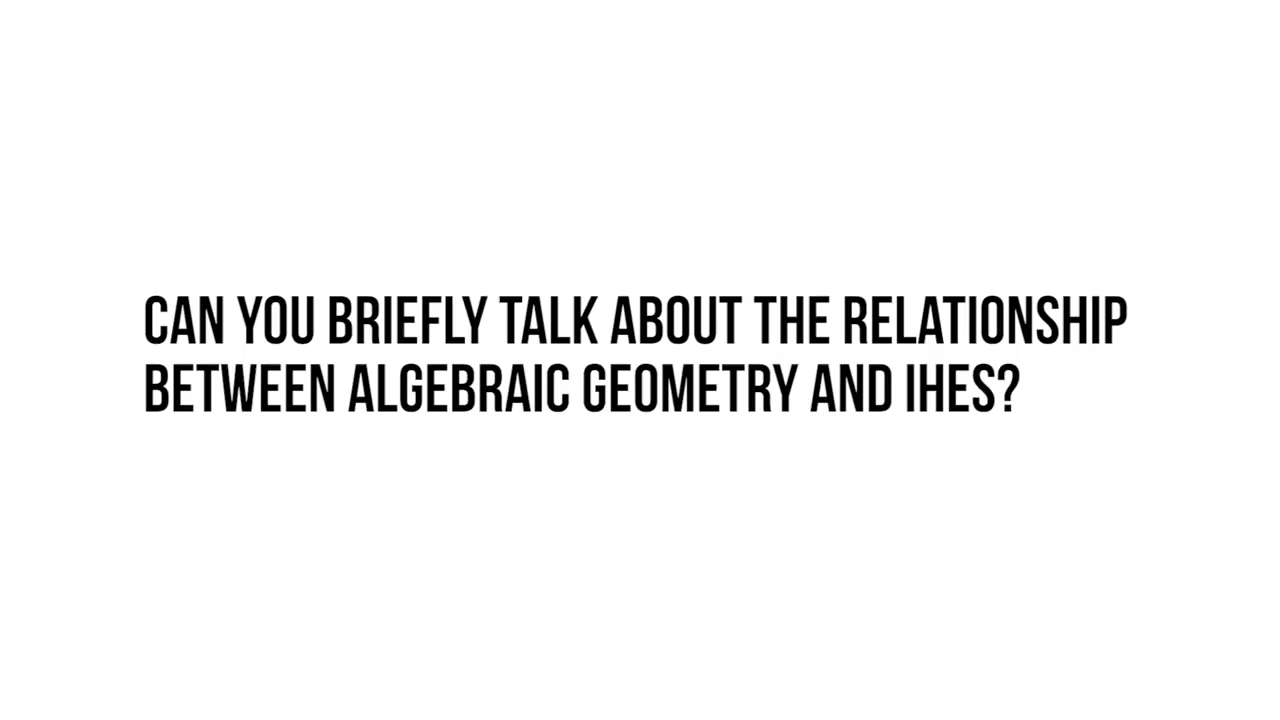 CAN YOU BRIEFLY TALK ABOUT THE RELATIONSHIP
BETWEEN ALGEBRAIC GEOMETRY AND IHES?